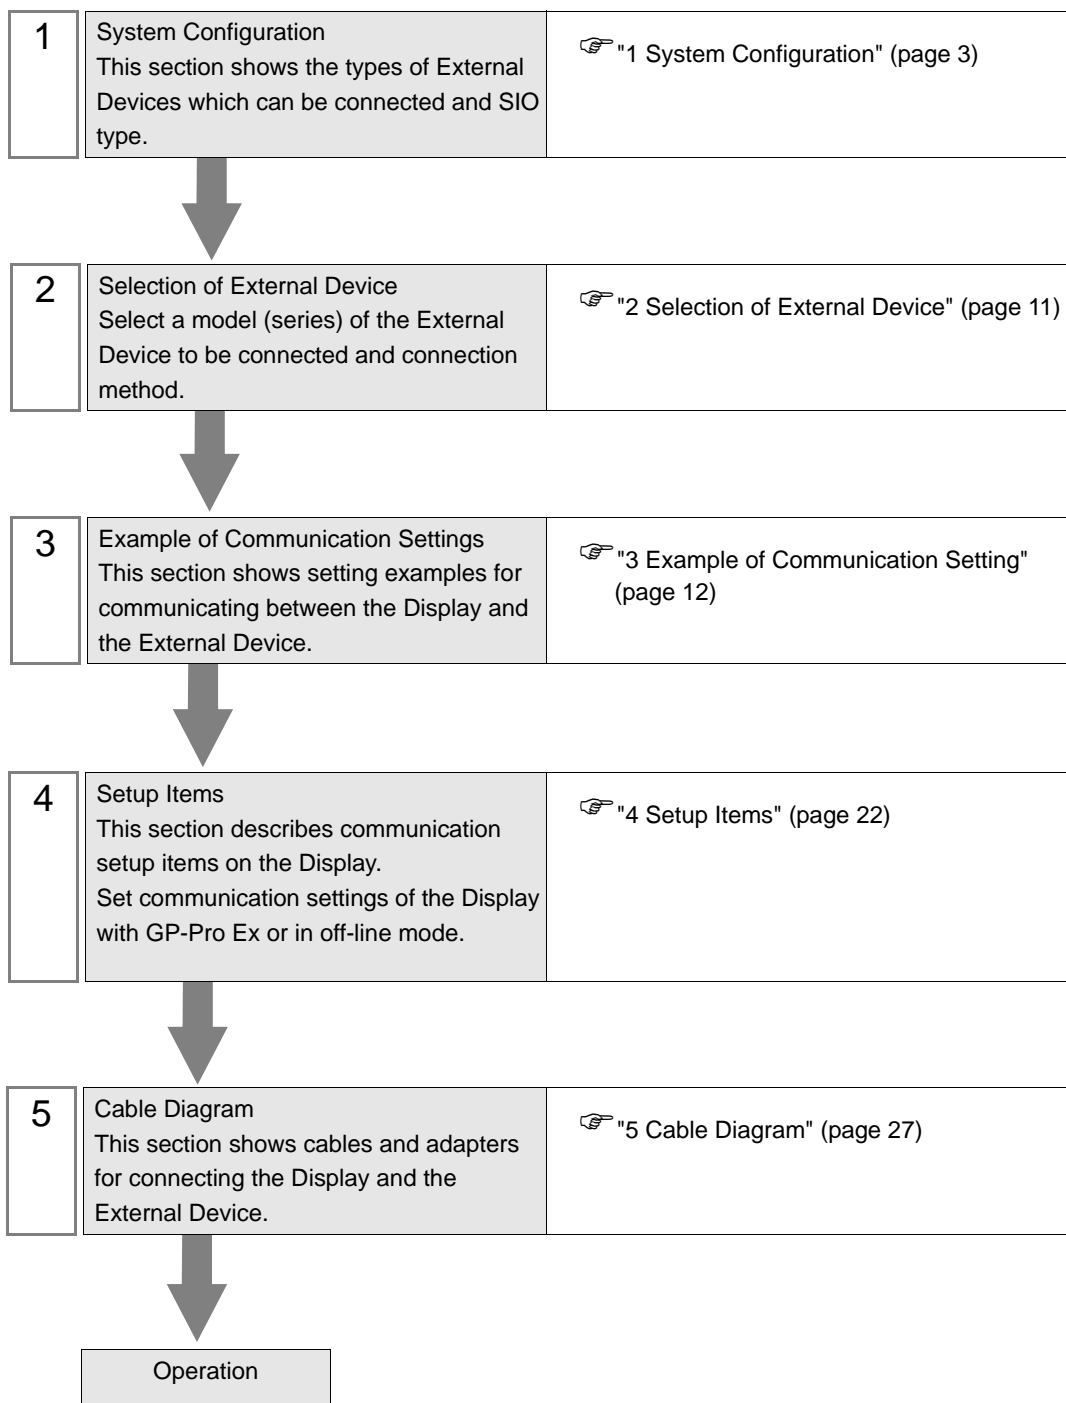 1
System Configuration
This section shows the types of External
Devices which can be connected and SIO
type.
"1 System Configuration" (page 3)
2
Selection of External Device
Select a model (series) of the External
Device to be connected and connection
method.
"2 Selection of External Device" (page 11)
3
Example of Communication Settings
This section shows setting examples for
communicating between the Display and
the External Device.
"3 Example of Communication Setting"
(page 12)
4
Setup Items
This section describes communication
setup items on the Display.
Set communication settings of the Display
with GP-Pro Ex or in off-line mode.
"4 Setup Items" (page 22)
5
Cable Diagram
This section shows cables and adapters
for connecting the Display and the
External Device.
"5 Cable Diagram" (page 27)
Operation